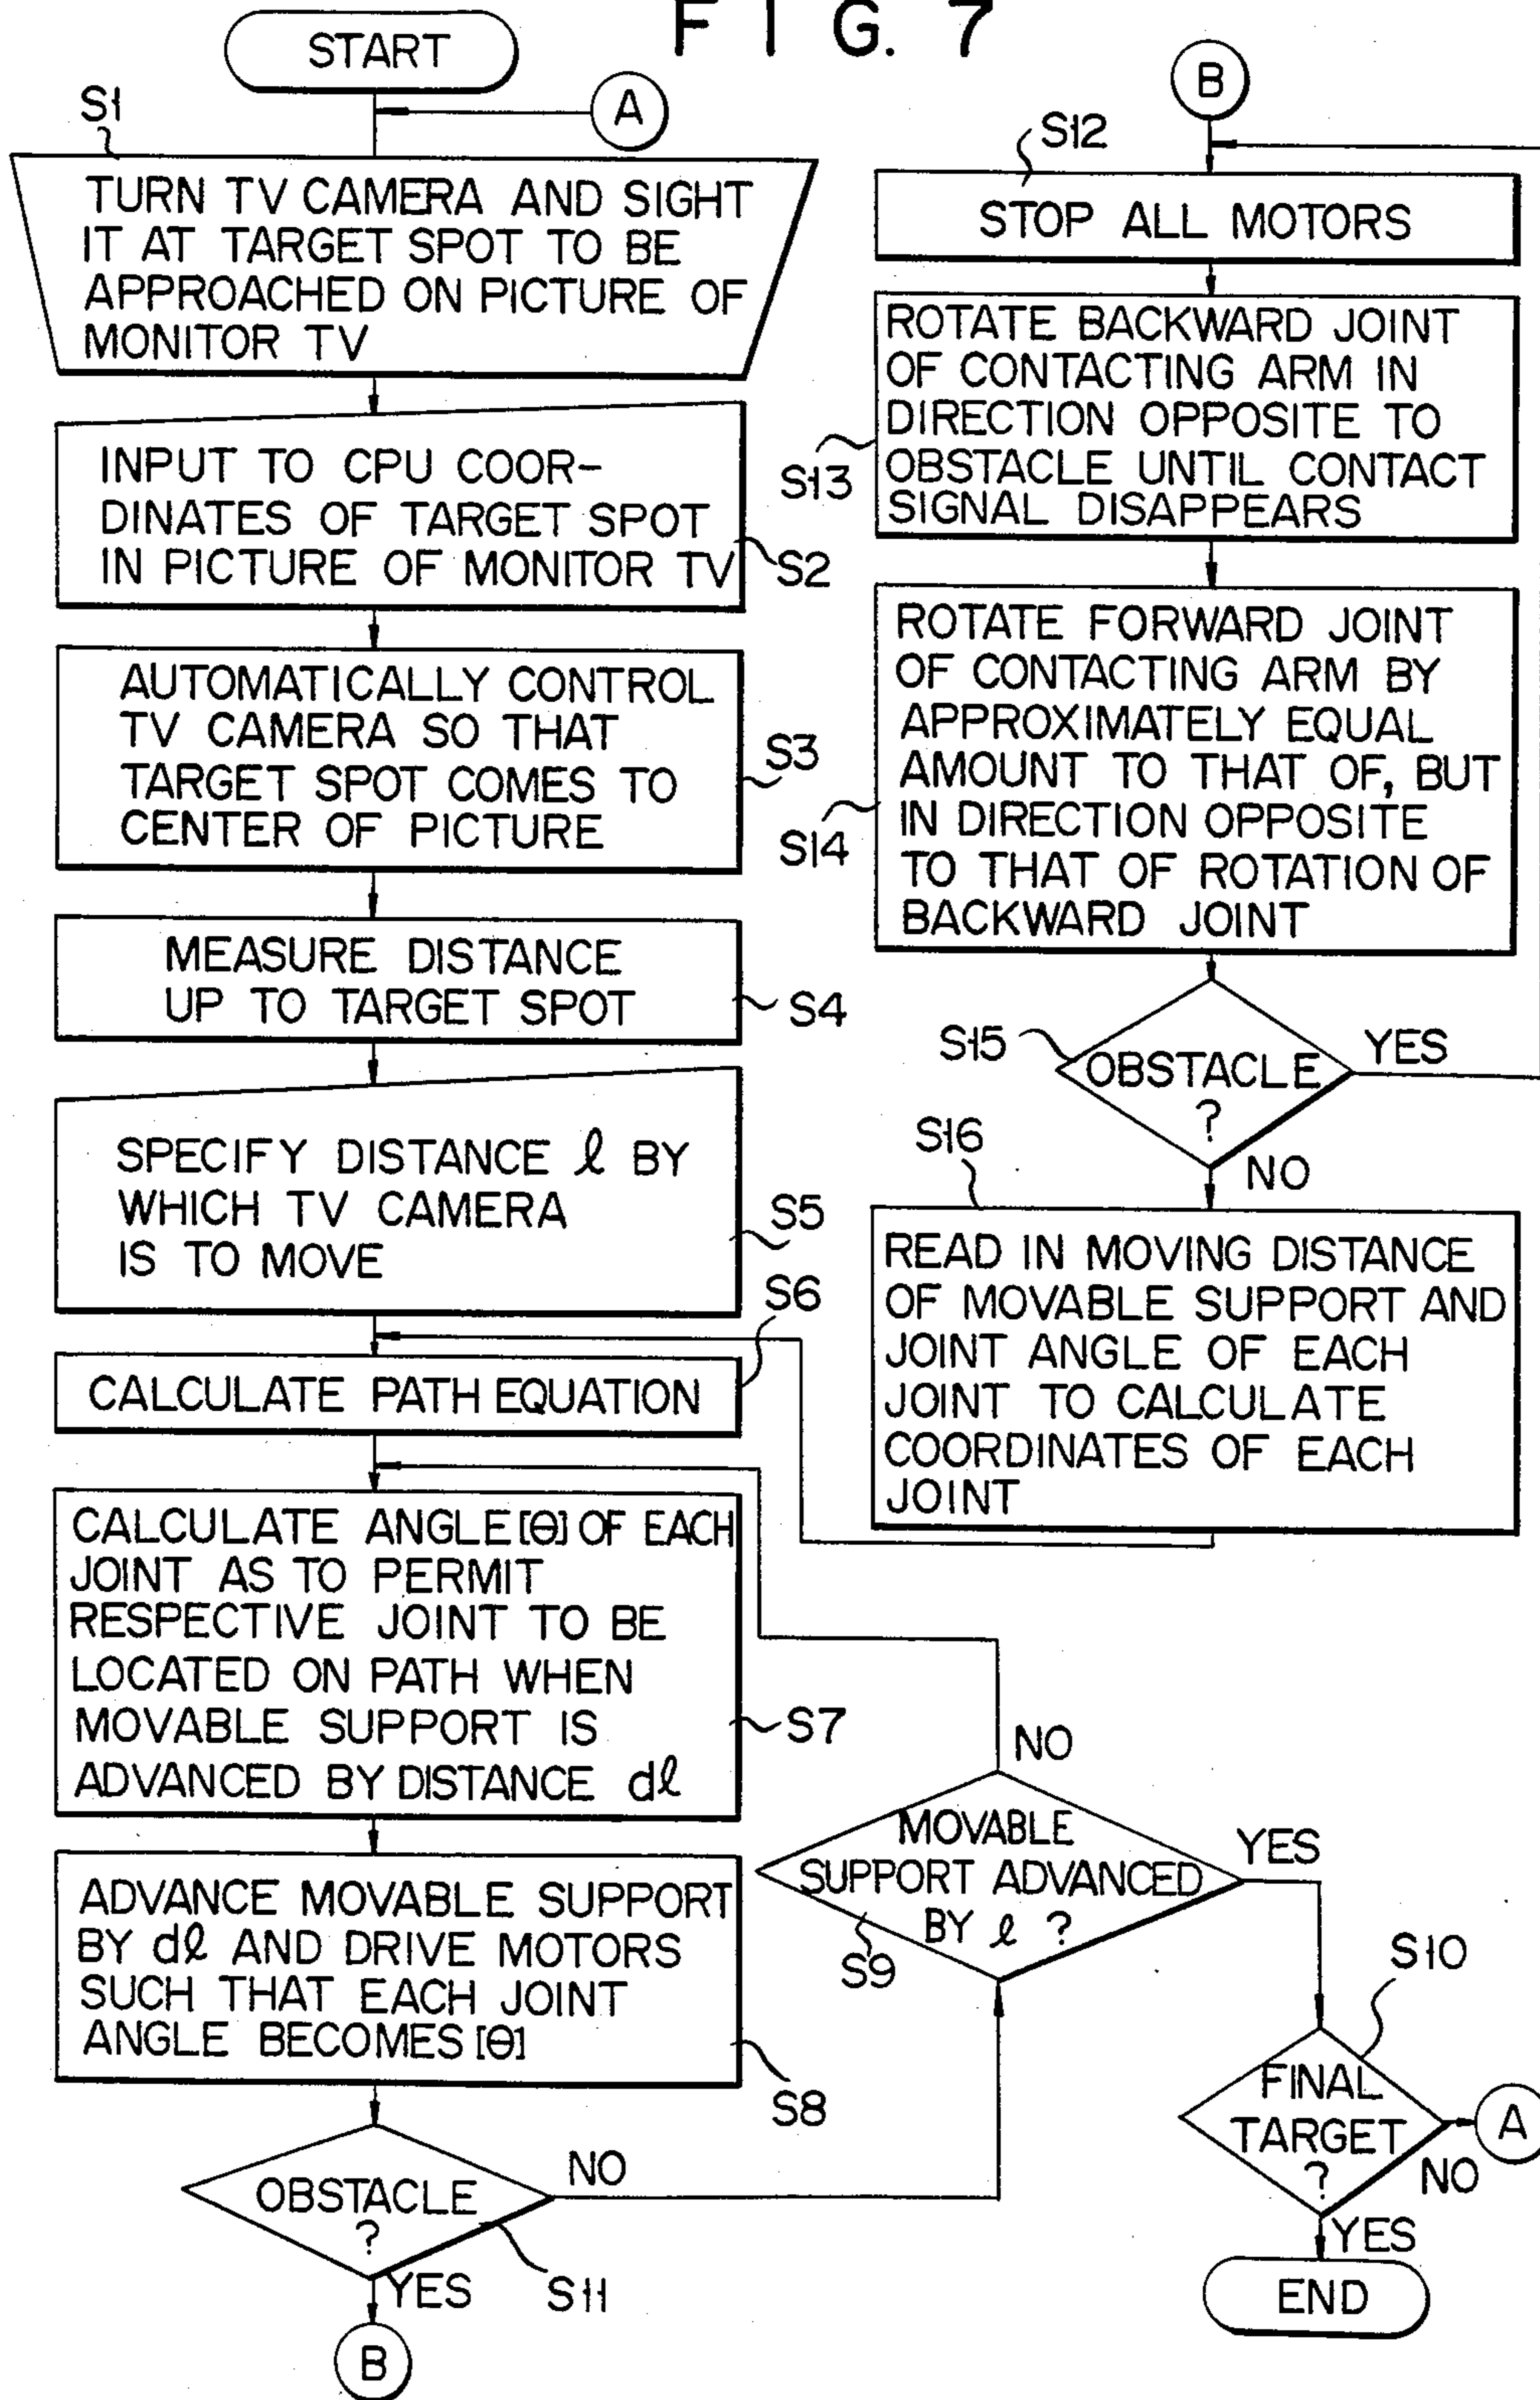 FIG. 7
START
A
S1
TURN TV CAMERA AND SIGHT
IT AT TARGET SPOT TO BE
APPROACHED ON PICTURE OF
MONITOR TV
INPUT TO CPU COOR-
DINATES OF TARGET SPOT
IN PICTURE OF MONITOR TV
S2
AUTOMATICALLY CONTROL
TV CAMERA SO THAT
TARGET SPOT COMES TO
CENTER OF PICTURE
S3
MEASURE DISTANCE
UP TO TARGET SPOT
S4
SPECIFY DISTANCE ℓ BY
WHICH TV CAMERA
IS TO MOVE
S5
S6
CALCULATE PATH EQUATION
CALCULATE ANGLE [θ] OF EACH
JOINT AS TO PERMIT
RESPECTIVE JOINT TO BE
LOCATED ON PATH WHEN
MOVABLE SUPPORT IS
ADVANCED BY DISTANCE dℓ
S7
ADVANCE MOVABLE SUPPORT
BY dℓ AND DRIVE MOTORS
SUCH THAT EACH JOINT
ANGLE BECOMES [θ]
S8
OBSTACLE
?
NO
S11
YES
B
B
S12
STOP ALL MOTORS
ROTATE BACKWARD JOINT
OF CONTACTING ARM IN
DIRECTION OPPOSITE TO
OBSTACLE UNTIL CONTACT
SIGNAL DISAPPEARS
S13
ROTATE FORWARD JOINT
OF CONTACTING ARM BY
APPROXIMATELY EQUAL
AMOUNT TO THAT OF, BUT
IN DIRECTION OPPOSITE
TO THAT OF ROTATION OF
BACKWARD JOINT
S14
S15
OBSTACLE
?
YES
NO
S16
READ IN MOVING DISTANCE
OF MOVABLE SUPPORT AND
JOINT ANGLE OF EACH
JOINT TO CALCULATE
COORDINATES OF EACH
JOINT
NO
MOVABLE
SUPPORT ADVANCED
BY ℓ ?
S9
YES
S10
FINAL
TARGET
?
A
NO
YES
END